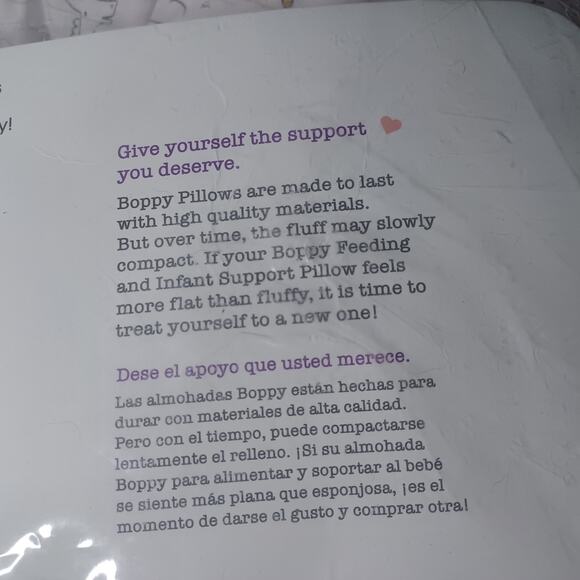 y!
Give yourself the support
you deserve.
Boppy Pillows are made to last
with high quality materials.
But over time, the fluff may slowly
compact. If your Boppy Feeding
and Infant Support Pillow feels
more flat than fluffy, it is time to
treat yourself to a new one!
Dese el apoyo que usted merece.
Las almohadas Boppy están hechas para
durar con materiales de alta calidad.
Pero con el tiempo, puede compactarse
lentamente el relleno. ¡Si su almohada
Boppy para alimentar y soportar al bebé
se siente más plana que esponjosa, ¡es el
momento de darse el gusto y comprar otra!